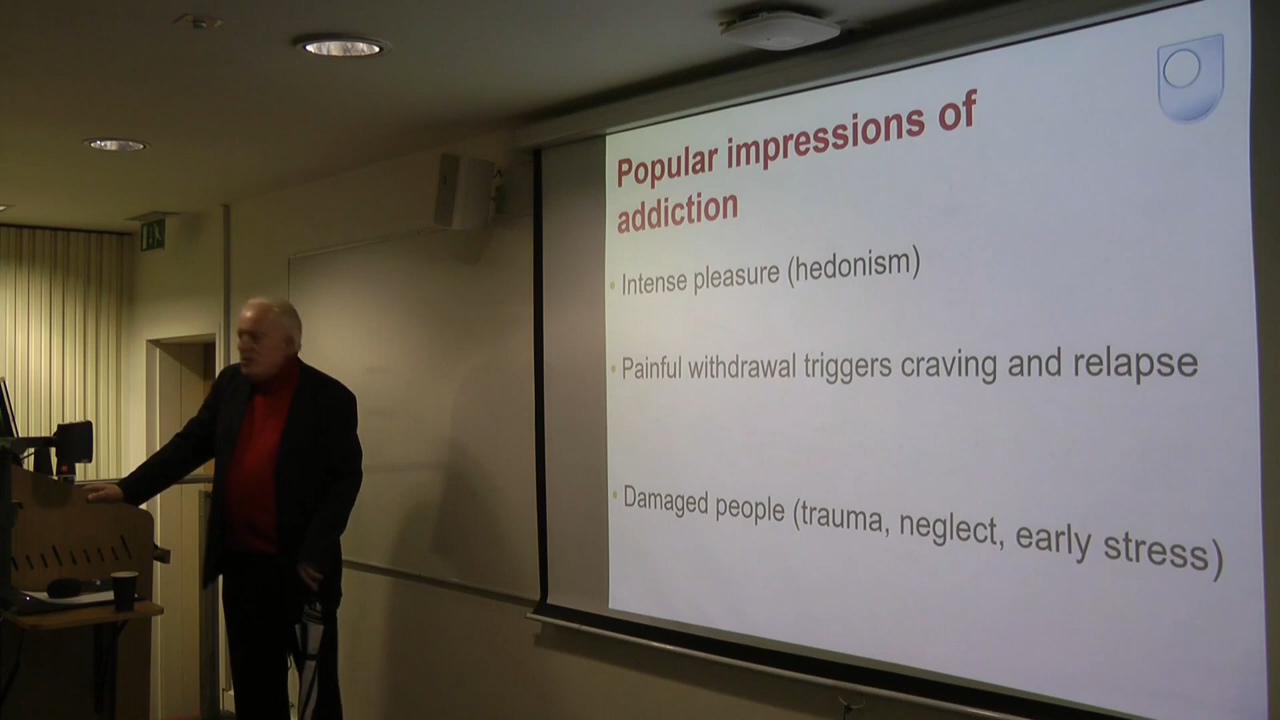 Popular impressions of
addiction
• Intense pleasure (hedonism)
• Painful withdrawal triggers craving and relapse
• Damaged people (trauma, neglect, early stress)